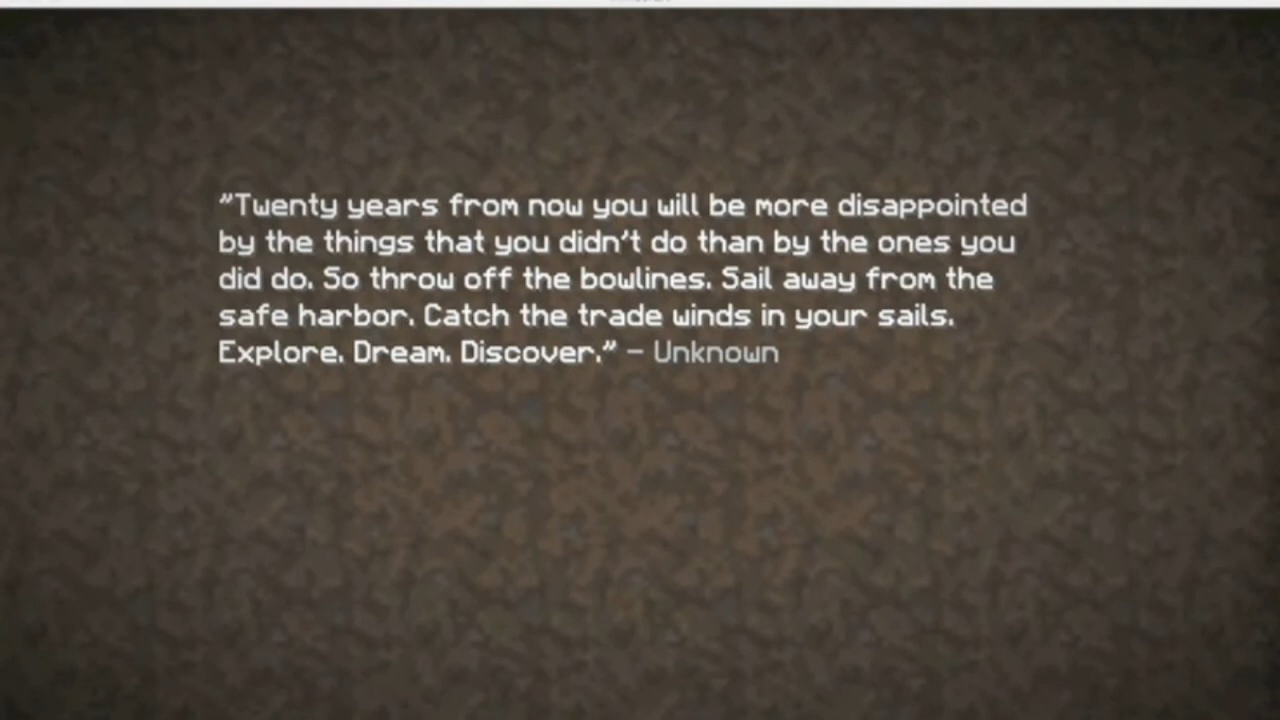 "Twenty years from now you will be more disappointed
by the things that you didn't do than by the ones you
did do. So throw off the bowlines. Sail away from the
safe harbor. Catch the trade winds in your sails.
Explore. Dream. Discover." – Unknown